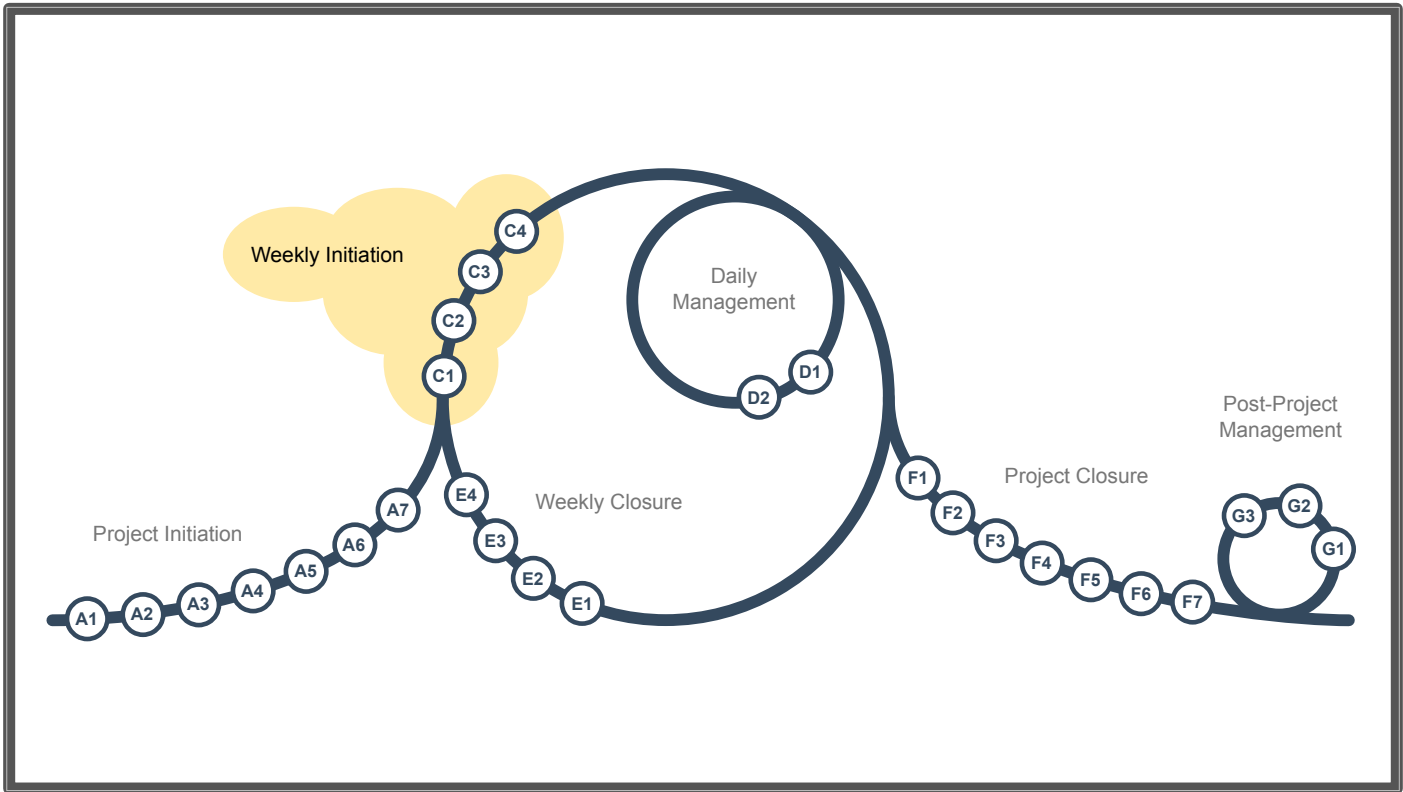 Weekly Initiation
C4
C3
C2
C1
Daily
Management
D1
D2
Project Initiation
A1
A2
A3
A4
A5
A6
A7
Weekly Closure
E4
E3
E2
E1
Project Closure
F1
F2
F3
F4
F5
F6
F7
Post-Project
Management
G3
G2
G1